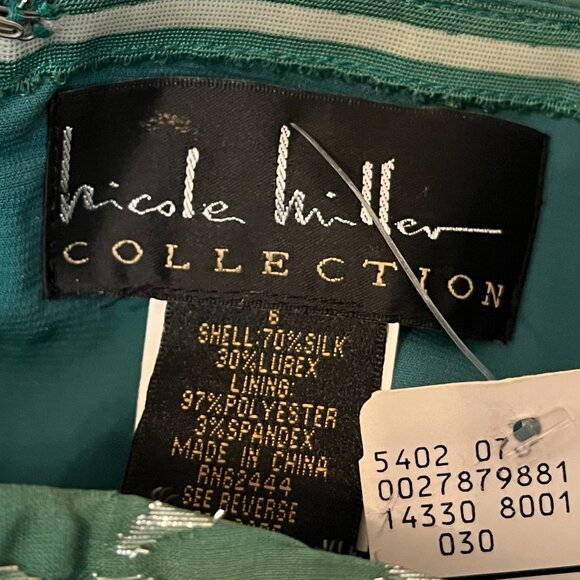 nicole miller
COLLECTION
6
SHELL:70%SILK
30%LUREX
LINING:
97%POLYESTER
3%SPANDEX
MADE IN CHINA
RN62444
SEE REVERSE
5402 07
0027879881
14330 8001
030